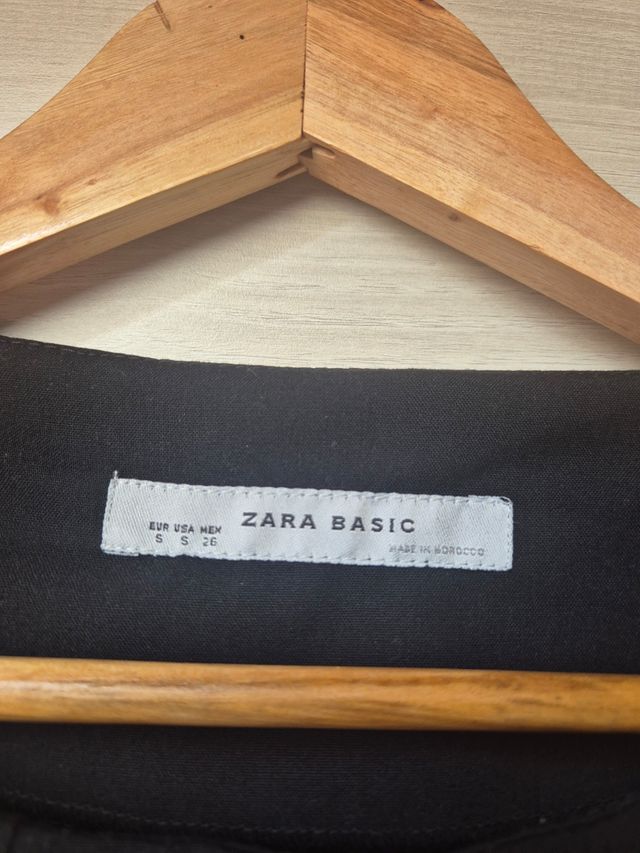 EUR USA MEX
S S 26
ZARA BASIC
MADE IN MOROCCO